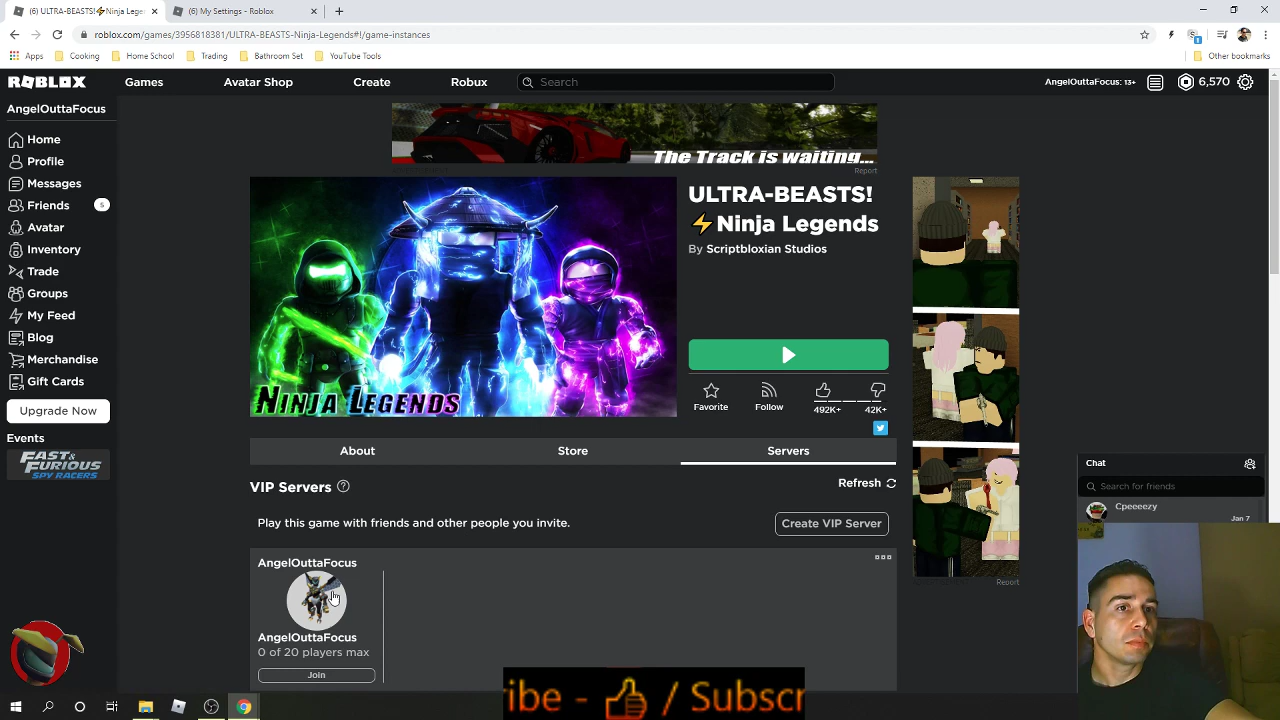 (6) ULTRA-BEASTS!⚡Ninja Lege
(6) My Settings - Roblox
roblox.com/games/3956818381/ULTRA-BEASTS-Ninja-Legends#!/game-instances
Apps
Cooking
Home School
Trading
Bathroom Set
YouTube Tools
Other bookmarks
ROBLOX
Games
Avatar Shop
Create
Robux
Search
AngelOuttaFocus: 13+
6,570
AngelOuttaFocus
Home
Profile
Messages
Friends
5
Avatar
Inventory
Trade
Groups
My Feed
Blog
Merchandise
Gift Cards
Upgrade Now
Events
FAST & FURIOUS
SPY RACERS
The Track is waiting...
Report
NINJA LEGENDS
ULTRA-BEASTS!
⚡Ninja Legends
By Scriptbloxian Studios
Favorite
Follow
492K+
42K+
About
Store
Servers
VIP Servers
Refresh
Play this game with friends and other people you invite.
Create VIP Server
AngelOuttaFocus
AngelOuttaFocus
0 of 20 players max
Join
Report
Chat
Search for friends
Cpeeeezy
Jan 7
ibe - 👍 / Subscr